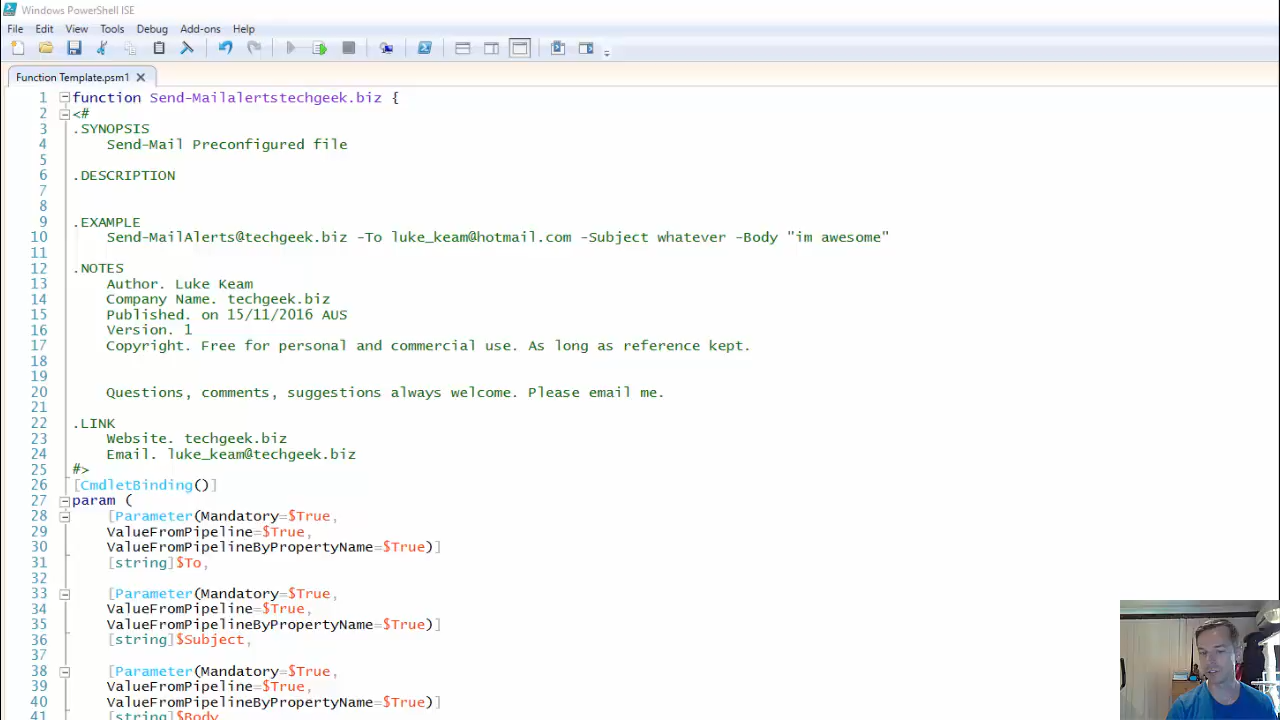 Windows PowerShell ISE
File Edit View Tools Debug Add-ons Help
Function Template.psm1
1 function Send-Mailalertstechgeek.biz {
2 <#
3 .SYNOPSIS
4 Send-Mail Preconfigured file
5
6 .DESCRIPTION
7
8
9 .EXAMPLE
10 Send-MailAlerts@techgeek.biz -To luke_keam@hotmail.com -Subject whatever -Body "im awesome"
11
12 .NOTES
13 Author. Luke Keam
14 Company Name. techgeek.biz
15 Published. on 15/11/2016 AUS
16 Version. 1
17 Copyright. Free for personal and commercial use. As long as reference kept.
18
19
20 Questions, comments, suggestions always welcome. Please email me.
21
22 .LINK
23 Website. techgeek.biz
24 Email. luke_keam@techgeek.biz
25 #>
26 [CmdletBinding()]
27 param (
28 [Parameter(Mandatory=$True,
29 ValueFromPipeline=$True,
30 ValueFromPipelineByPropertyName=$True)]
31 [string]$To,
32
33 [Parameter(Mandatory=$True,
34 ValueFromPipeline=$True,
35 ValueFromPipelineByPropertyName=$True)]
36 [string]$Subject,
37
38 [Parameter(Mandatory=$True,
39 ValueFromPipeline=$True,
40 ValueFromPipelineByPropertyName=$True)]
41 [string]$Body